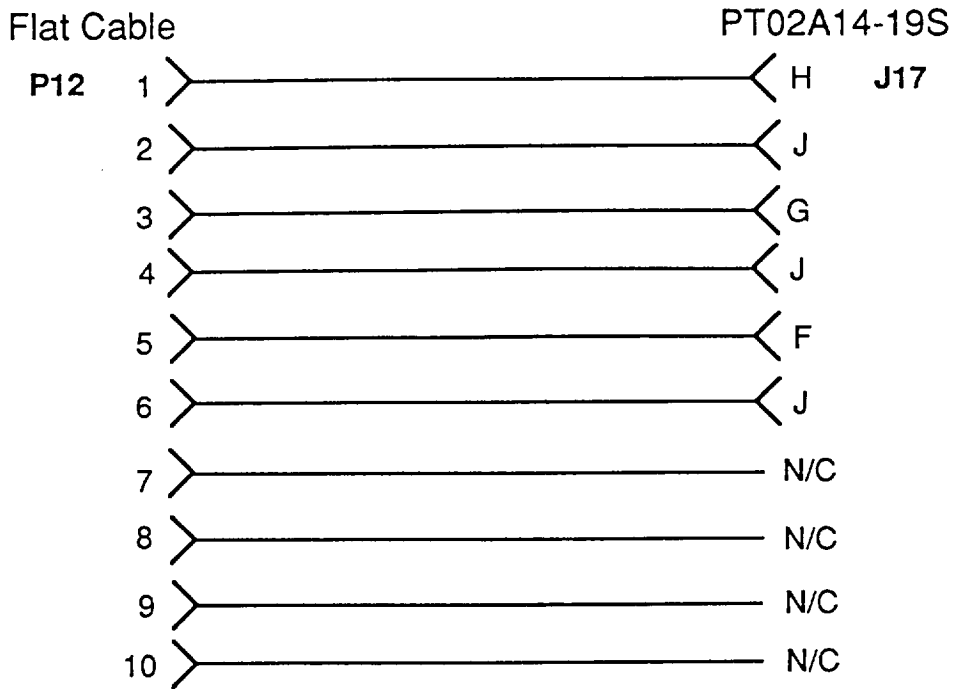 Flat Cable PT02A14-19S
P12 1 H J17
2 J
3 G
4 J
5 F
6 J
7 N/C
8 N/C
9 N/C
10 N/C